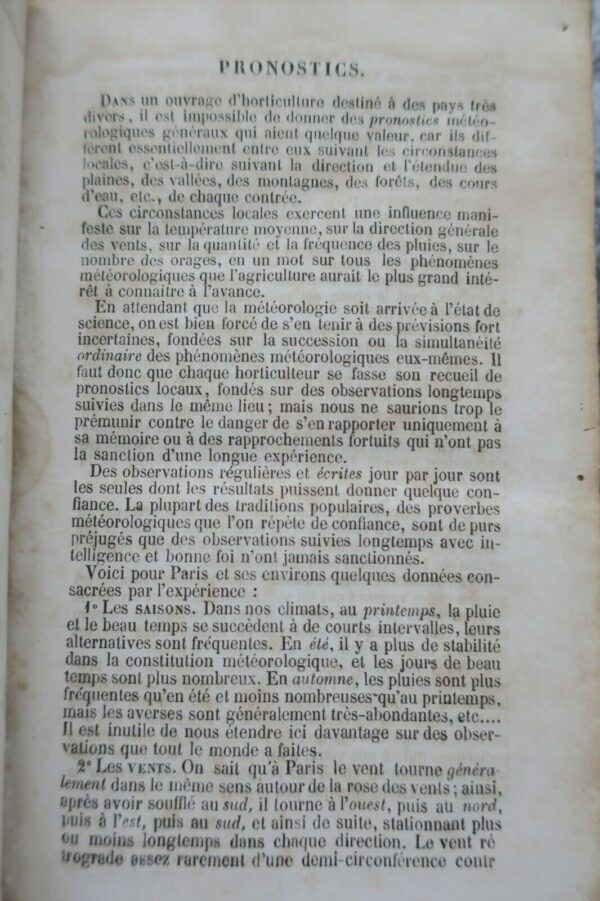 PRONOSTICS.
DANS un ouvrage d'horticulture destiné à des pays très
divers, il est impossible de donner des pronostics météo-
rologiques généraux qui aient quelque valeur, car ils dif-
fèrent essentiellement entre eux suivant les circonstances
locales, c'est-à-dire suivant la direction et l'étendue des
plaines, des vallées, des montagnes, des forêts, des cours
d'eau, etc., de chaque contrée.
Ces circonstances locales exercent une influence mani-
feste sur la température moyenne, sur la direction générale
des vents, sur la quantité et la fréquence des pluies, sur le
nombre des orages, en un mot sur tous les phénomènes
météorologiques que l'agriculture aurait le plus grand inté-
rêt à connaitre à l'avance.
En attendant que la météorologie soit arrivée à l'état de
science, on est bien forcé de s'en tenir à des prévisions fort
incertaines, fondées sur la succession ou la simultanéité
ordinaire des phénomènes météorologiques eux-mêmes. Il
faut donc que chaque horticulteur se fasse son recueil de
pronostics locaux, fondés sur des observations longtemps
suivies dans le même lieu; mais nous ne saurions trop le
prémunir contre le danger de s'en rapporter uniquement à
sa mémoire ou à des rapprochements fortuits qui n'ont pas
la sanction d'une longue expérience.
Des observations régulières et écrites jour par jour sont
les seules dont les résultats puissent donner quelque con-
fiance. La plupart des traditions populaires, des proverbes
météorologiques que l'on répète de confiance, sont de purs
préjugés que des observations suivies longtemps avec in-
telligence et bonne foi n'ont jamais sanctionnés.
Voici pour Paris et ses environs quelques données con-
sacrées par l'expérience :
1° LES SAISONS. Dans nos climats, au printemps, la pluie
et le beau temps se succèdent à de courts intervalles, leurs
alternatives sont fréquentes. En été, il y a plus de stabilité
dans la constitution météorologique, et les jours de beau
temps sont plus nombreux. En automne, les pluies sont plus
fréquentes qu'en été et moins nombreuses qu'au printemps,
mais les averses sont généralement très-abondantes, etc....
Il est inutile de nous étendre ici davantage sur des obser-
vations que tout le monde a faites.
2° LES VENTS. On sait qu'à Paris le vent tourne généra-
lement dans le même sens autour de la rose des vents; ainsi,
après avoir soufflé au sud, il tourne à l'ouest, puis au nord,
puis à l'est, puis au sud, et ainsi de suite, stationnant plus
ou moins longtemps dans chaque direction. Le vent ré
trograde assez rarement d'une demi-circonférence contr